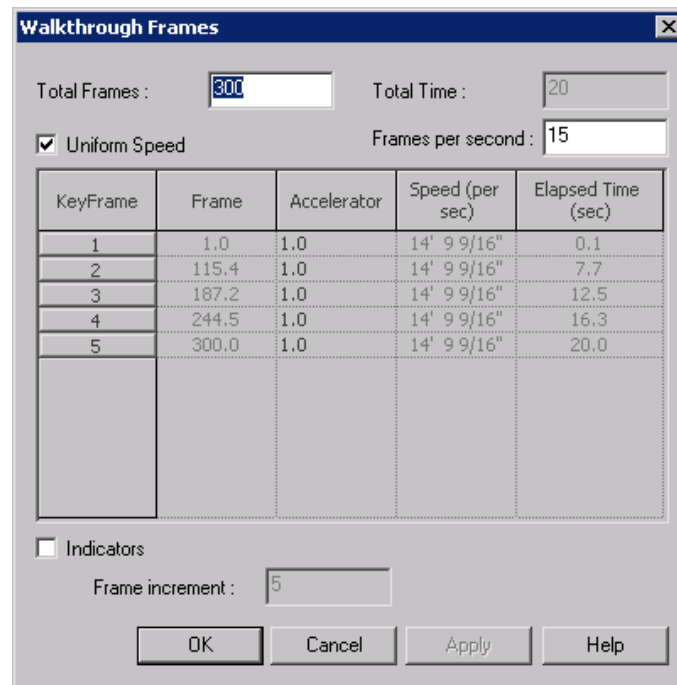 Walkthrough Frames
Total Frames : 300 Total Time : 20
Uniform Speed Frames per second : 15
KeyFrame Frame Accelerator Speed (per sec) Elapsed Time (sec)
1 1.0 1.0 14' 9 9/16" 0.1
2 115.4 1.0 14' 9 9/16" 7.7
3 187.2 1.0 14' 9 9/16" 12.5
4 244.5 1.0 14' 9 9/16" 16.3
5 300.0 1.0 14' 9 9/16" 20.0
Indicators
Frame increment : 5
OK Cancel Apply Help